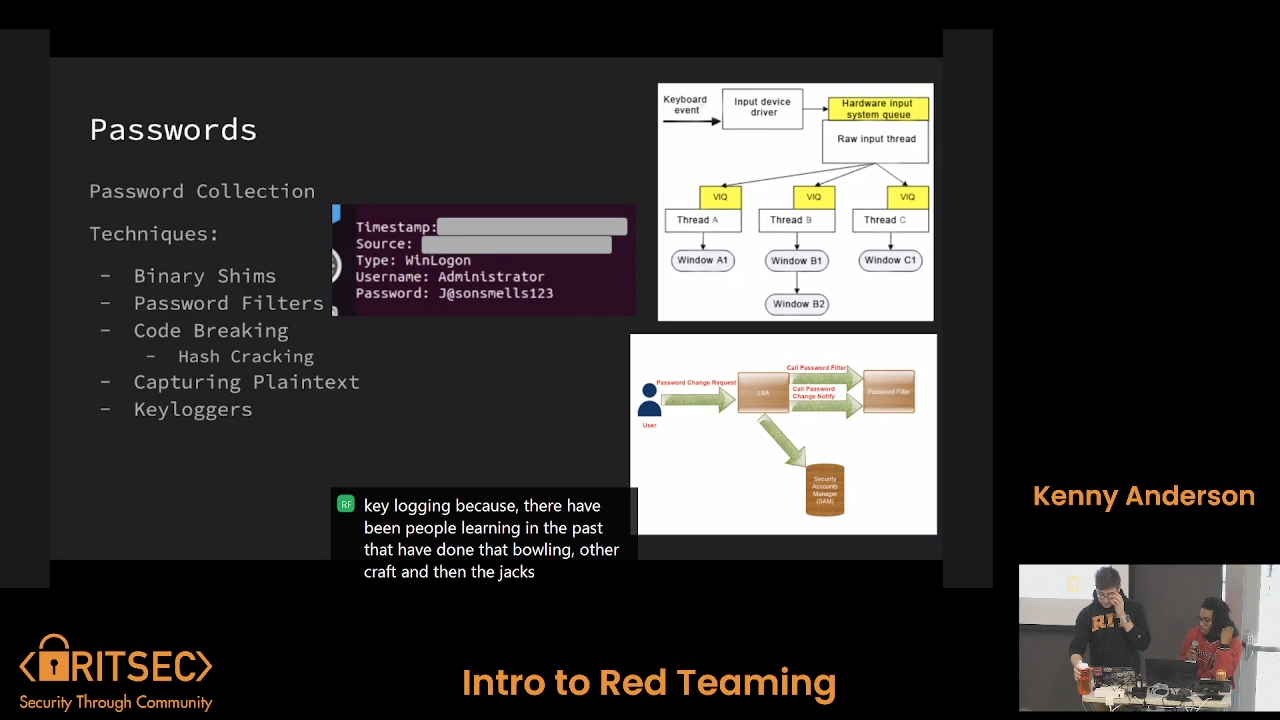 Passwords
Password Collection
Techniques:
- Binary Shims
- Password Filters
- Code Breaking
- Hash Cracking
- Capturing Plaintext
- Keyloggers
Timestamp:
Source:
Type: WinLogon
Username: Administrator
Password: J@sonsmells123
Keyboard
event
Input device
driver
Hardware input
system queue
Raw input thread
VIQ
VIQ
VIQ
Thread A
Thread B
Thread C
Window A1
Window B1
Window C1
Window B2
Password Change Request
User
LSA
Call Password Filter
Call Password
Change Notify
Password Filter
Security
Accounts
Manager
(SAM)
RF
key logging because, there have
been people learning in the past
that have done that bowling, other
craft and then the jacks
Kenny Anderson
RITSEC
Security Through Community
Intro to Red Teaming